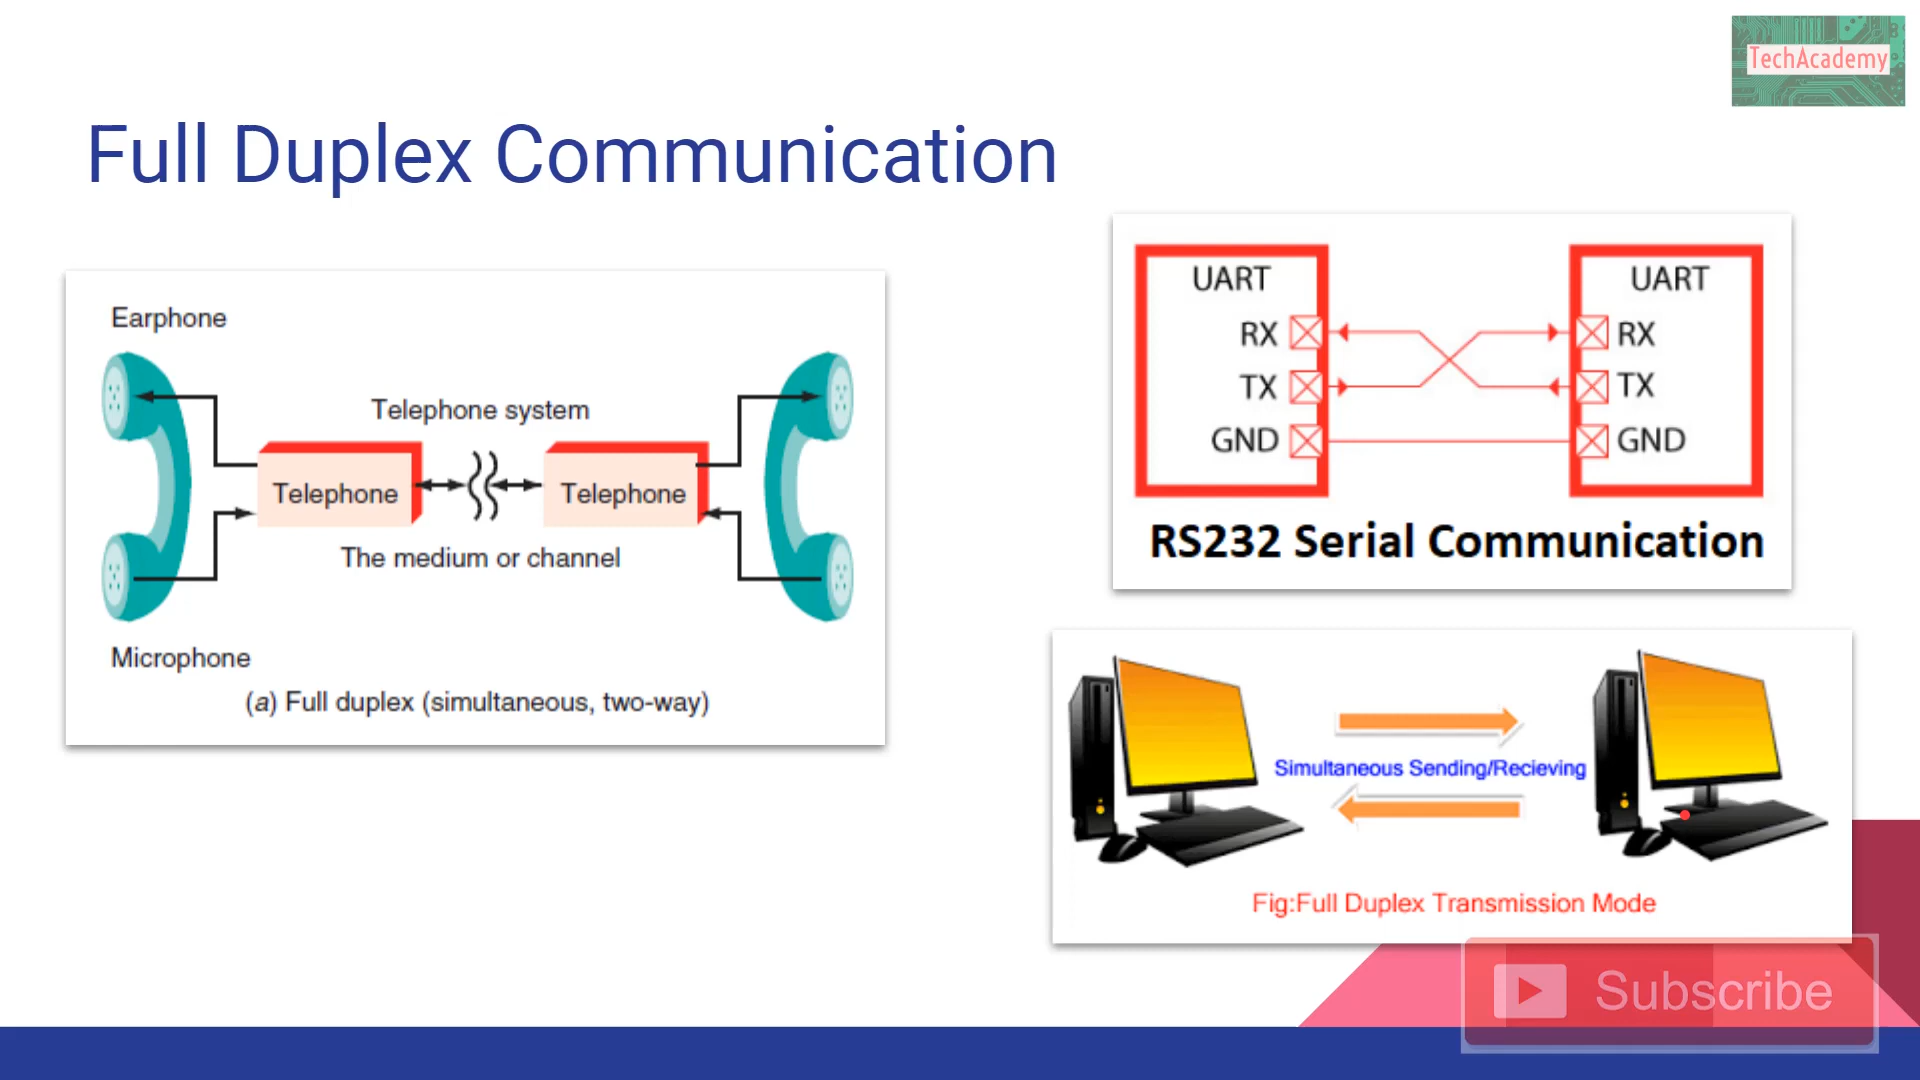 TechAcademy
Full Duplex Communication
Earphone
Telephone system
Telephone
Telephone
The medium or channel
Microphone
(a) Full duplex (simultaneous, two-way)
UART
RX
TX
GND
UART
RX
TX
GND
RS232 Serial Communication
Simultaneous Sending/Recieving
Fig:Full Duplex Transmission Mode
Subscribe